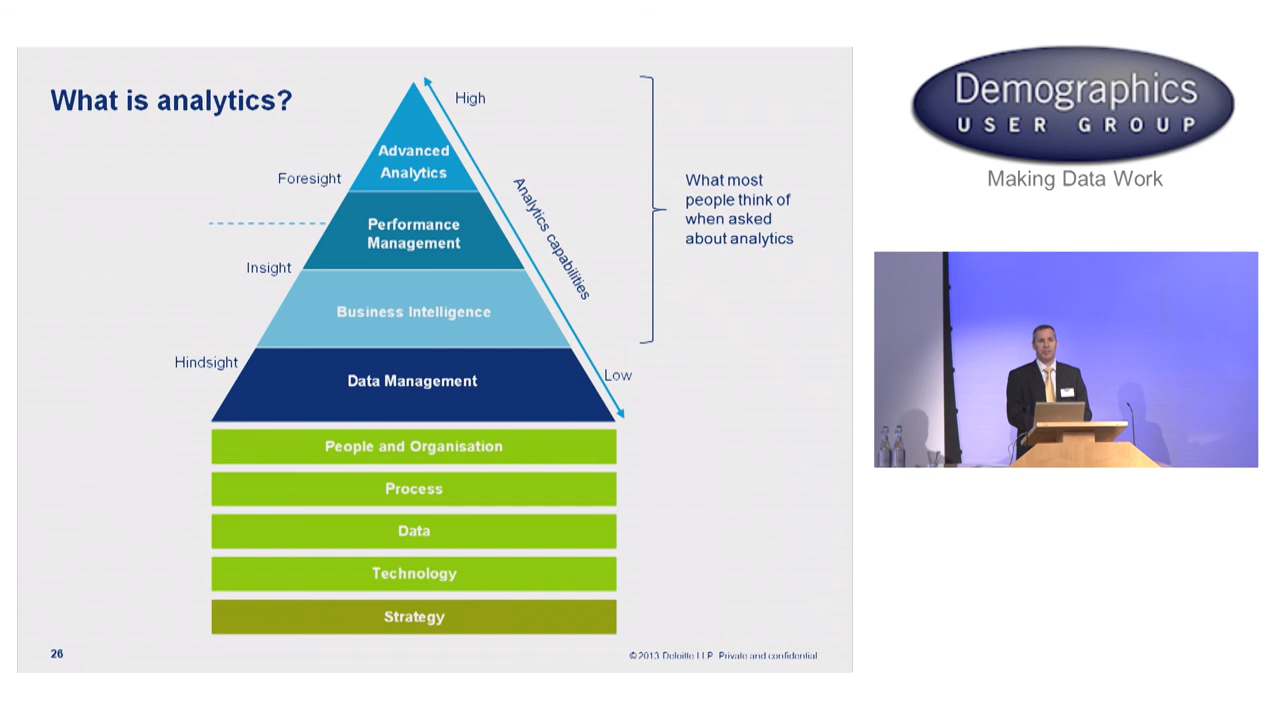 What is analytics?
High
Advanced
Analytics
Foresight
Performance
Management
Insight
Business Intelligence
Hindsight
Data Management
Low
Analytics capabilities
What most
people think of
when asked
about analytics
People and Organisation
Process
Data
Technology
Strategy
26
©2013 Deloitte LLP. Private and confidential
Demographics
USER GROUP
Making Data Work